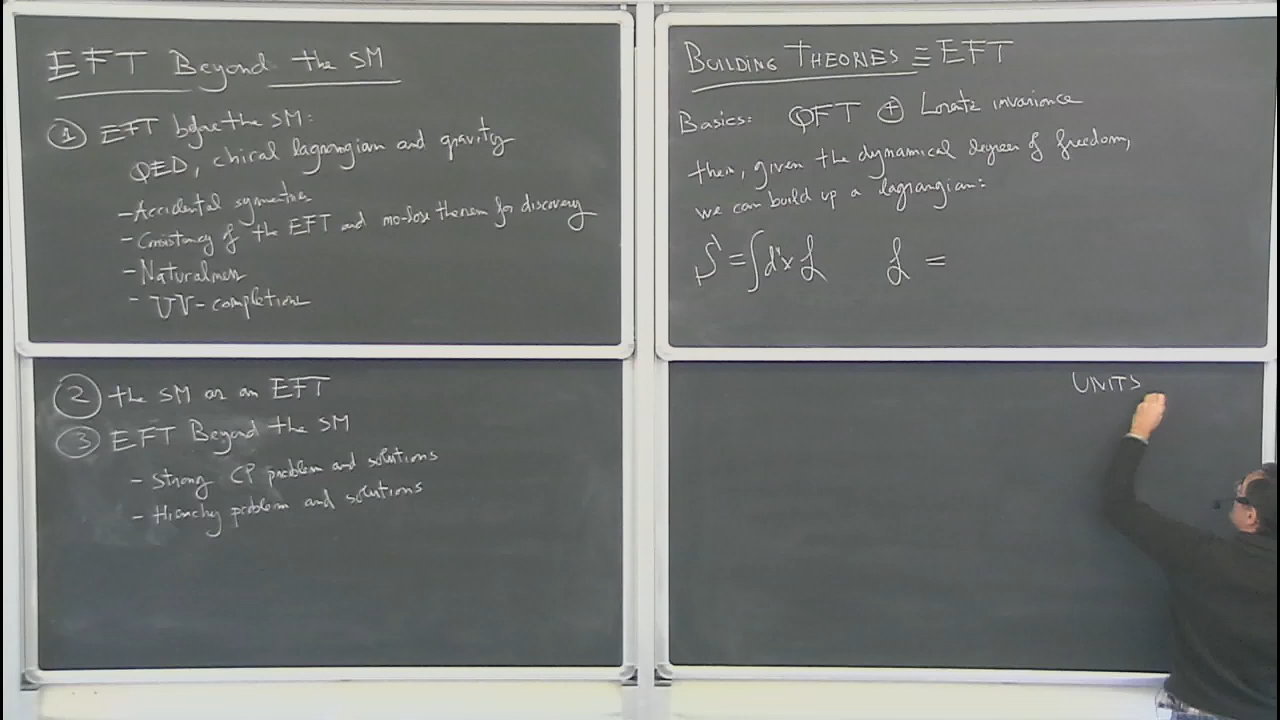 EFT Beyond the SM
① EFT before the SM:
QED, chiral lagrangian and gravity
- Accidental symmetries
- Consistency of the EFT and no-lose theorem for discovery
- Naturalness
- UV-completions
② the SM as an EFT
③ EFT Beyond the SM
- Strong CP problem and solutions
- Hierarchy problem and solutions
BUILDING THEORIES ≡ EFT
Basics: QFT ⊕ Lorentz invariance
then, given the dynamical degrees of freedom,
we can build up a lagrangian:
S = ∫d⁴x ℒ ℒ =
UNITS